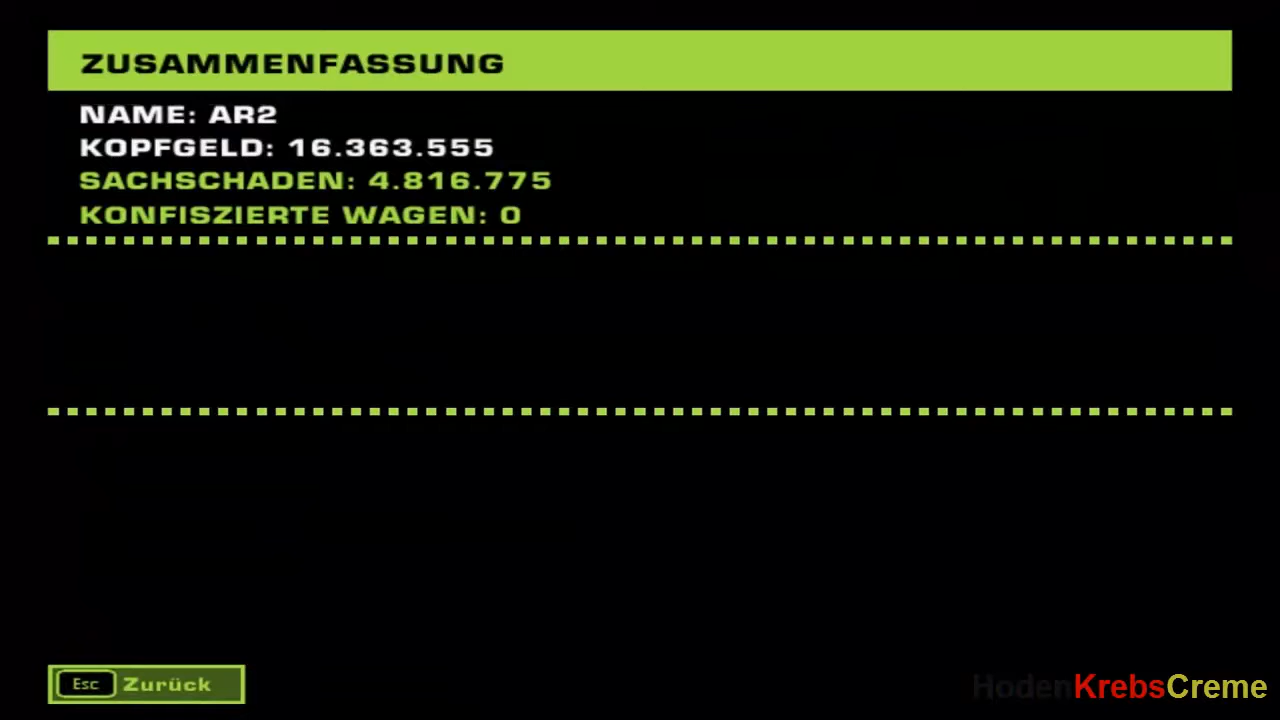 ZUSAMMENFASSUNG
NAME: AR2
KOPFGELD: 16.363.555
SACHSCHADEN: 4.816.775
KONFISZIERTE WAGEN: 0
Esc Zurück
HodenKrebsCreme